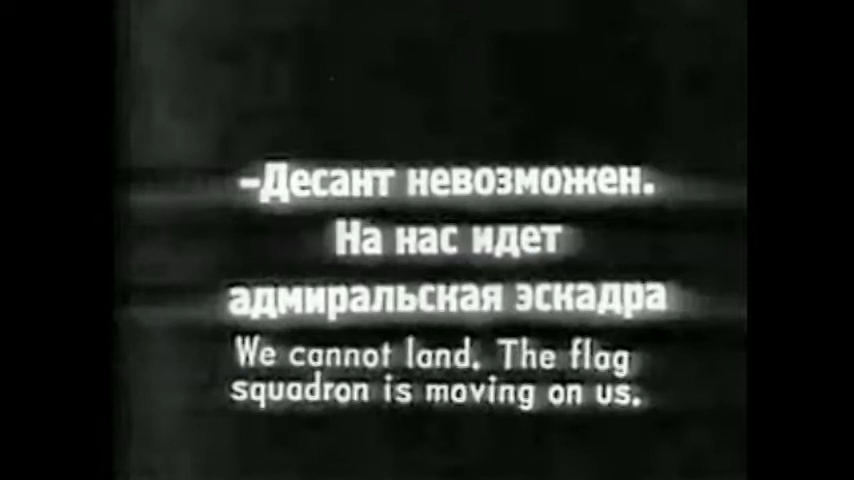 –Десант невозможен.
На нас идет
адмиральская эскадра
We cannot land. The flag
squadron is moving on us.